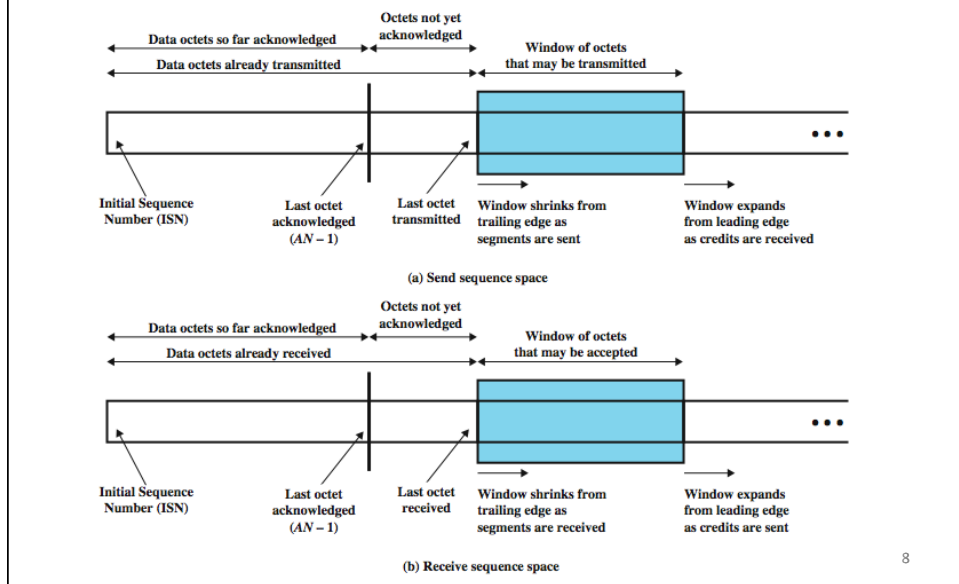 Octets not yet
acknowledged
Data octets so far acknowledged
Window of octets
that may be transmitted
Data octets already transmitted
•••
Initial Sequence
Number (ISN)
Last octet
acknowledged
(AN – 1)
Last octet
transmitted
Window shrinks from
trailing edge as
segments are sent
Window expands
from leading edge
as credits are received
(a) Send sequence space
Octets not yet
acknowledged
Data octets so far acknowledged
Window of octets
that may be accepted
Data octets already received
•••
Initial Sequence
Number (ISN)
Last octet
acknowledged
(AN – 1)
Last octet
received
Window shrinks from
trailing edge as
segments are received
Window expands
from leading edge
as credits are sent
(b) Receive sequence space
8